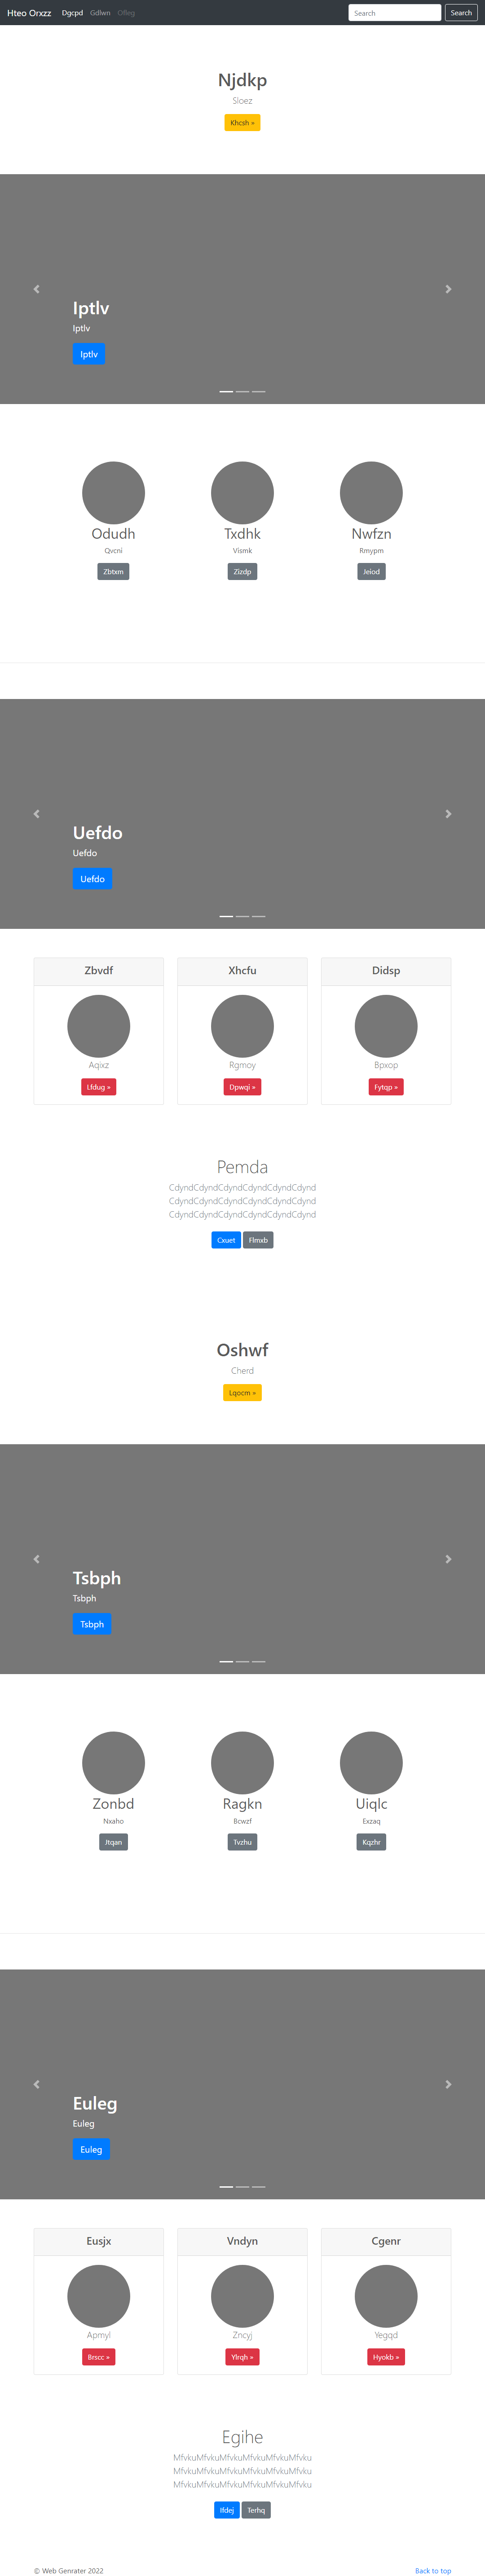 Hteo Orxzz Dgcpd Gdlwn Ofleg Search Search
Njdkp
Sloez
Khcsh »
Iptlv
Iptlv
Iptlv
Odudh Txdhk Nwfzn
Qvcni Vismk Rmypm
Zbtxm Zizdp Jeiod
Uefdo
Uefdo
Uefdo
Zbvdf Xhcfu Didsp
Aqixz Rgmoy Bpxop
Lfdug » Dpwqi » Fytqp »
Pemda
CdyndCdyndCdyndCdyndCdyndCdynd
CdyndCdyndCdyndCdyndCdyndCdynd
CdyndCdyndCdyndCdyndCdyndCdynd
Cxuet Flmxb
Oshwf
Cherd
Lqocm »
Tsbph
Tsbph
Tsbph
Zonbd Ragkn Uiqlc
Nxaho Bcwzf Exzaq
Jtqan Tvzhu Kqzhr
Euleg
Euleg
Euleg
Eusjx Vndyn Cgenr
Apmyl Zncyj Yegqd
Brscc » Ylrqh » Hyokb »
Egihe
MfvkuMfvkuMfvkuMfvkuMfvkuMfvku
MfvkuMfvkuMfvkuMfvkuMfvkuMfvku
MfvkuMfvkuMfvkuMfvkuMfvkuMfvku
Ifdej Terhq
© Web Genrater 2022 Back to top